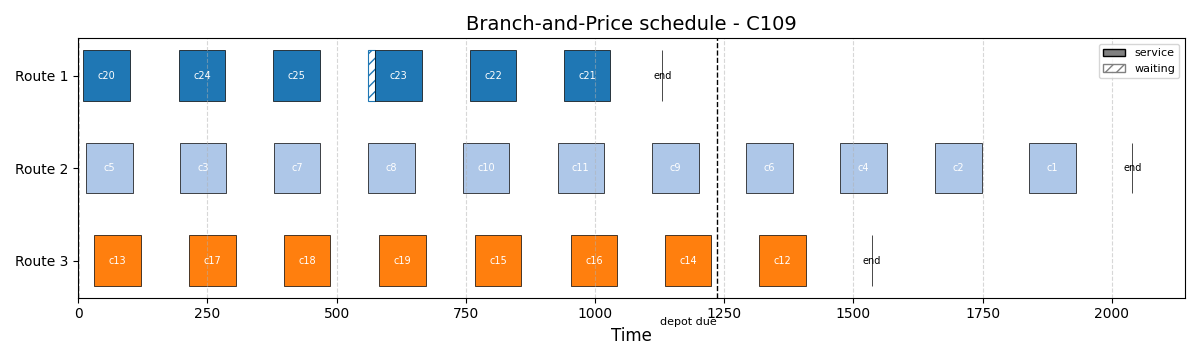 Branch-and-Price schedule - C109
service
waiting
Route 1
c20 c24 c25 c23 c22 c21 end
Route 2
c5 c3 c7 c8 c10 c11 c9 c6 c4 c2 c1 end
Route 3
c13 c17 c18 c19 c15 c16 c14 c12 end
0 250 500 750 1000 1250 1500 1750 2000
depot due
Time